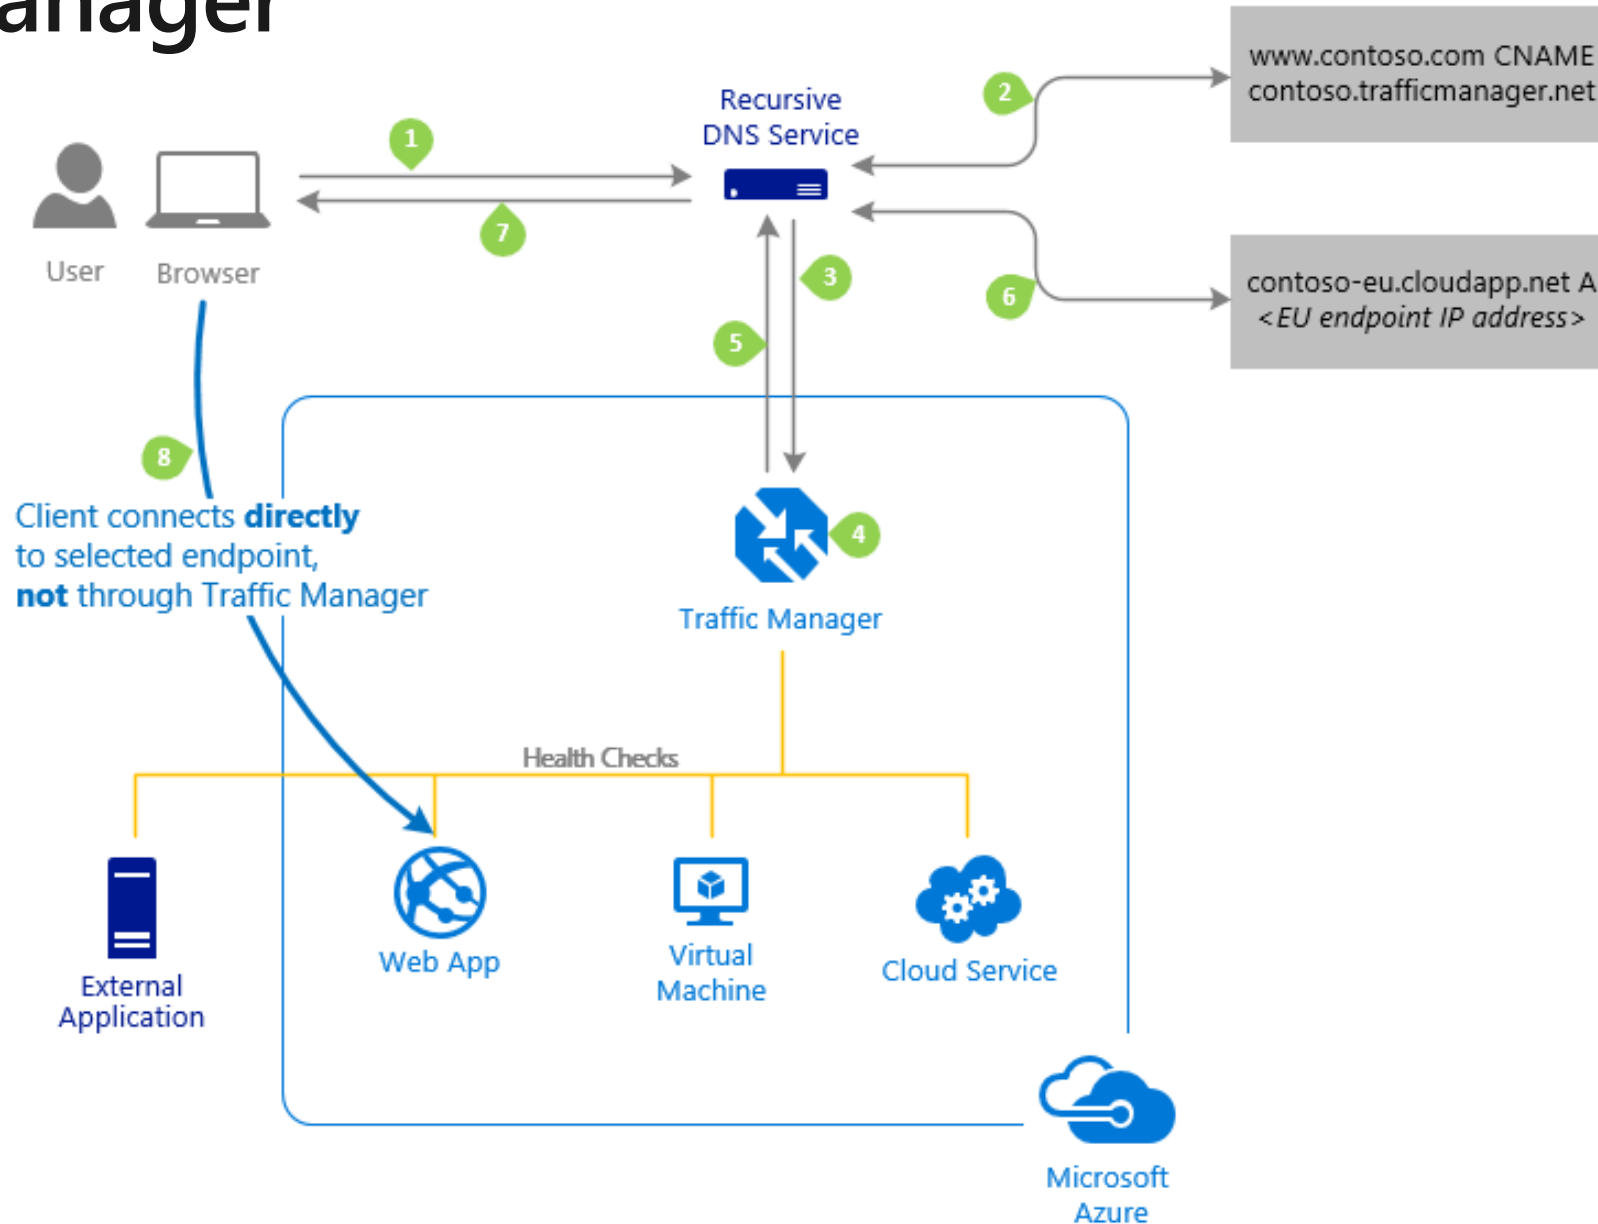 www.contoso.com CNAME
contoso.trafficmanager.net
Recursive
DNS Service
2
1
7
User
Browser
3
6
contoso-eu.cloudapp.net A
<EU endpoint IP address>
5
8
Client connects directly
to selected endpoint,
not through Traffic Manager
4
Traffic Manager
Health Checks
External
Application
Web App
Virtual
Machine
Cloud Service
Microsoft
Azure